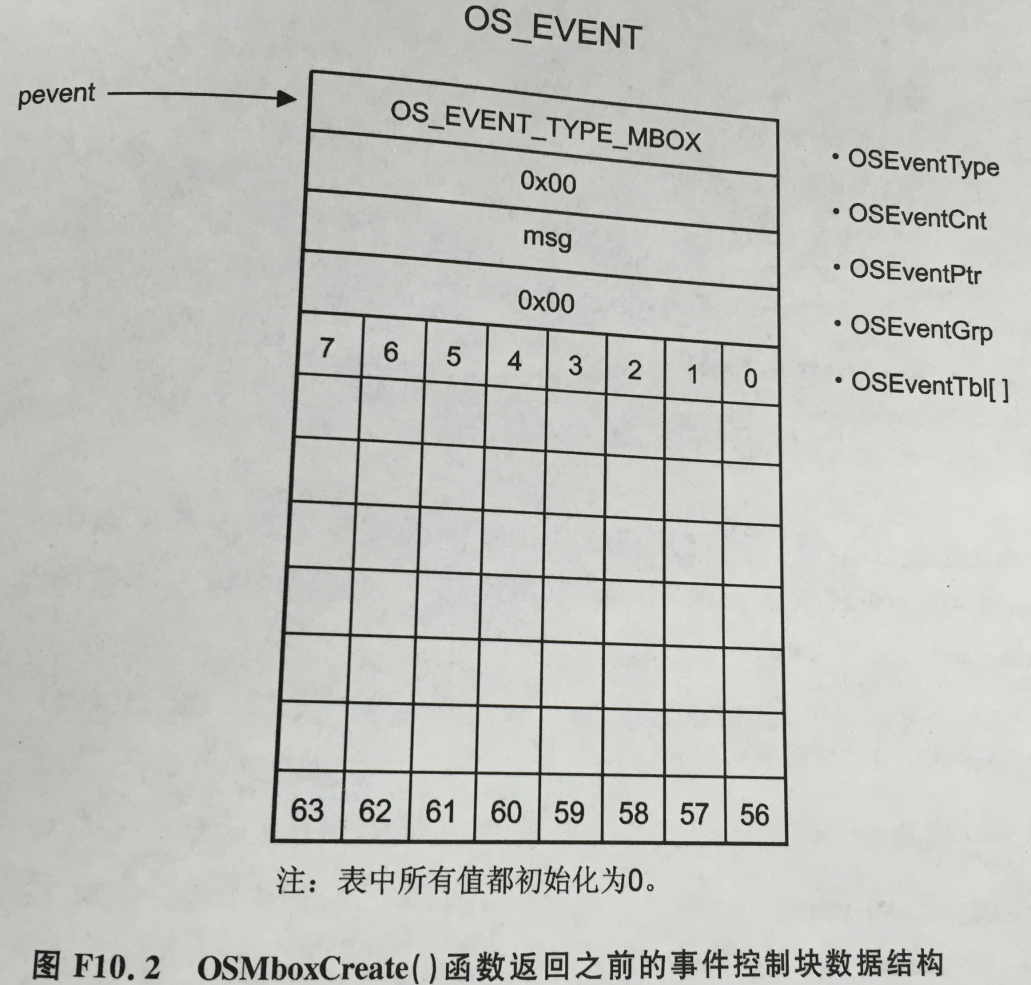 OS_EVENT
pevent
OS_EVENT_TYPE_MBOX
0x00
msg
0x00
• OSEventType
• OSEventCnt
• OSEventPtr
• OSEventGrp
• OSEventTbl[ ]
7 6 5 4 3 2 1 0
63 62 61 60 59 58 57 56
注：表中所有值都初始化为0。
图 F10.2 OSMboxCreate()函数返回之前的事件控制块数据结构